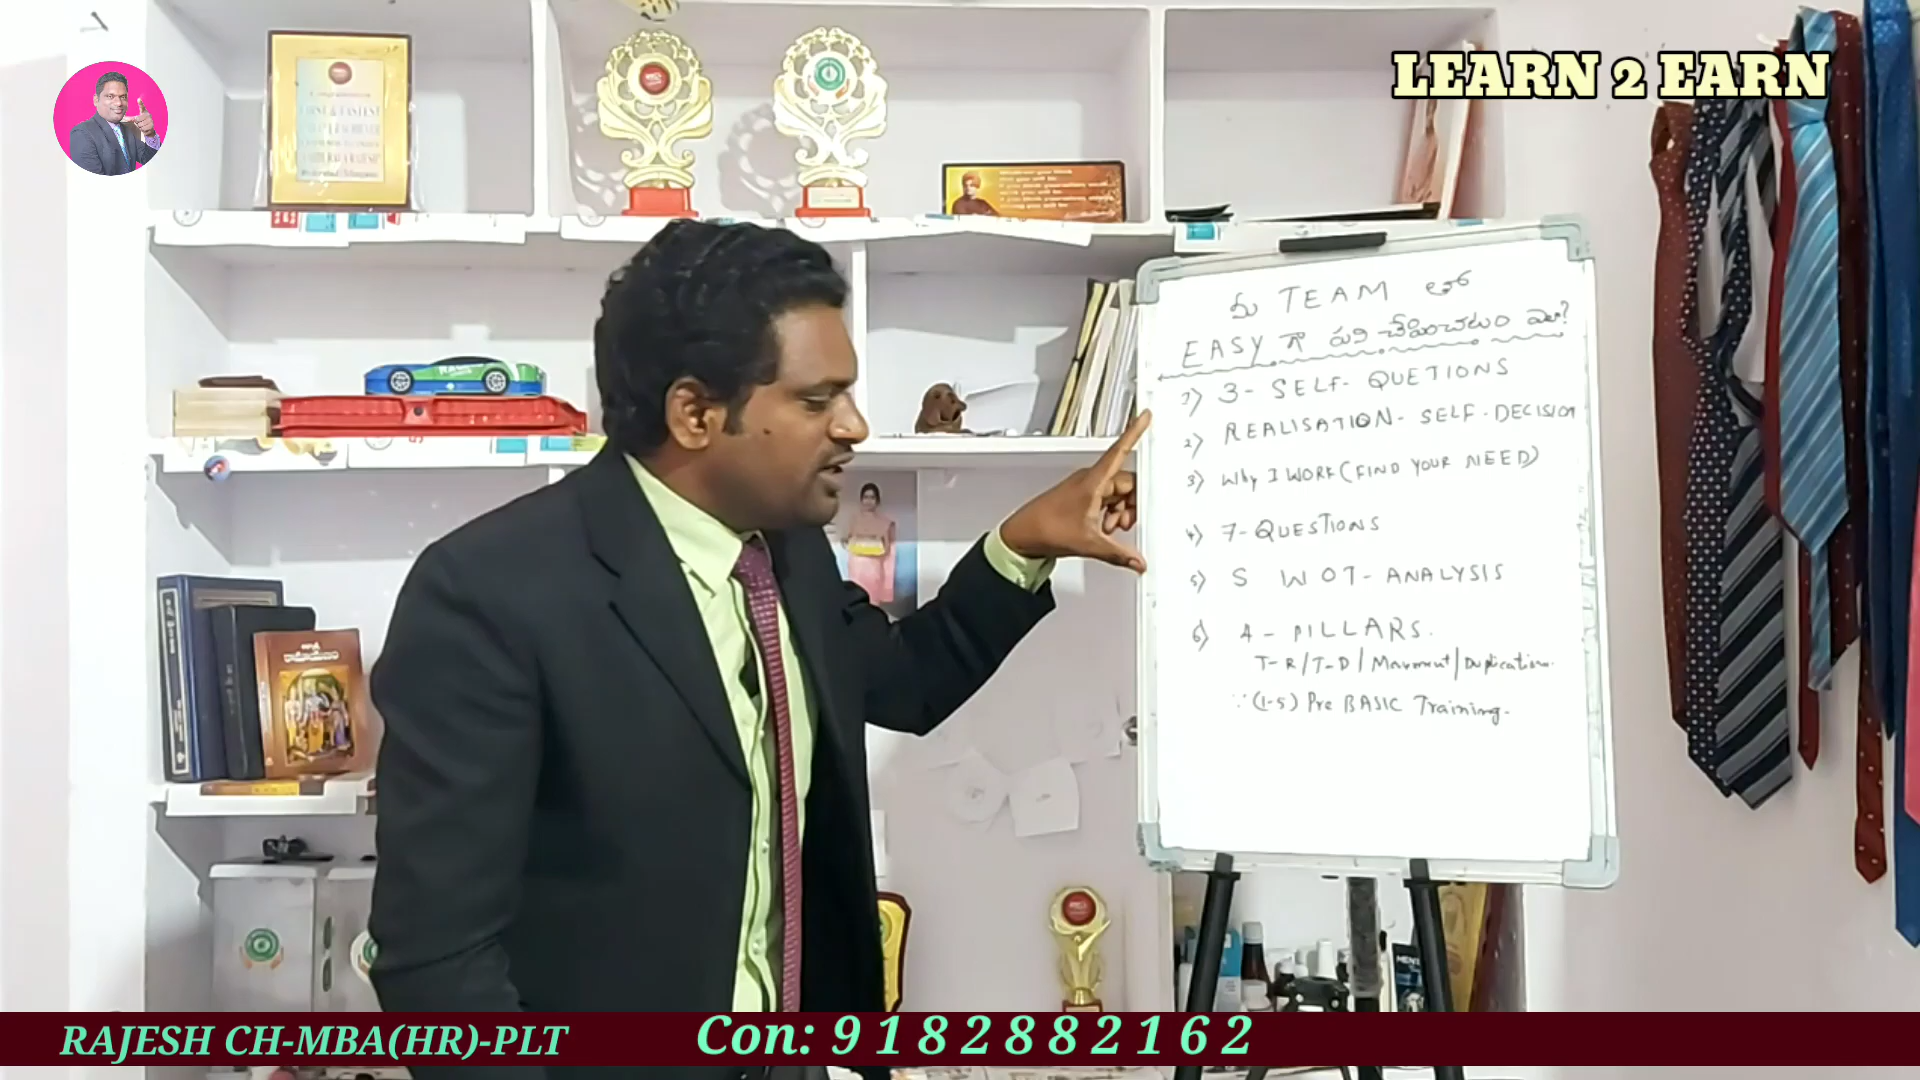 LEARN 2 EARN
మీ TEAM తో
EASY గా పని చేపించటం ఎలా?
1) 3- SELF- QUETIONS
2) REALISATION- SELF-DECISION
3) Why I WORK (FIND YOUR NEED)
4) 7-QUESTIONS
5) S WOT-ANALYSIS
6) 4- PILLARS.
T-R/T-D/Movement/Duplication.
∵ (1-5) Pre BASIC Training.
RAJESH CH-MBA(HR)-PLT
Con: 9 1 8 2 8 8 2 1 6 2